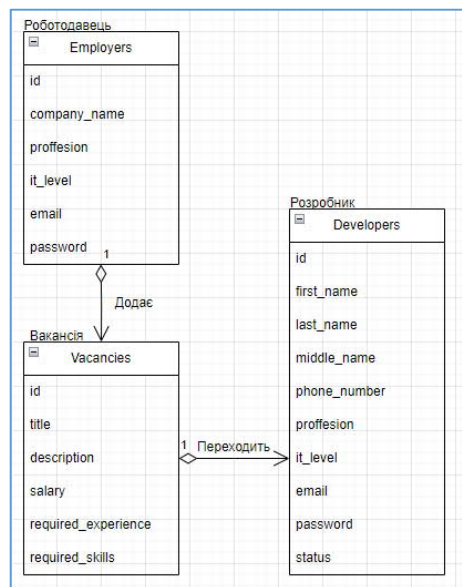 Роботодавець
Employers
id
company_name
proffesion
it_level
email
password
1
Додає
Вакансія
Vacancies
id
title
description
salary
required_experience
required_skills
1 Переходить
Розробник
Developers
id
first_name
last_name
middle_name
phone_number
proffesion
it_level
email
password
status